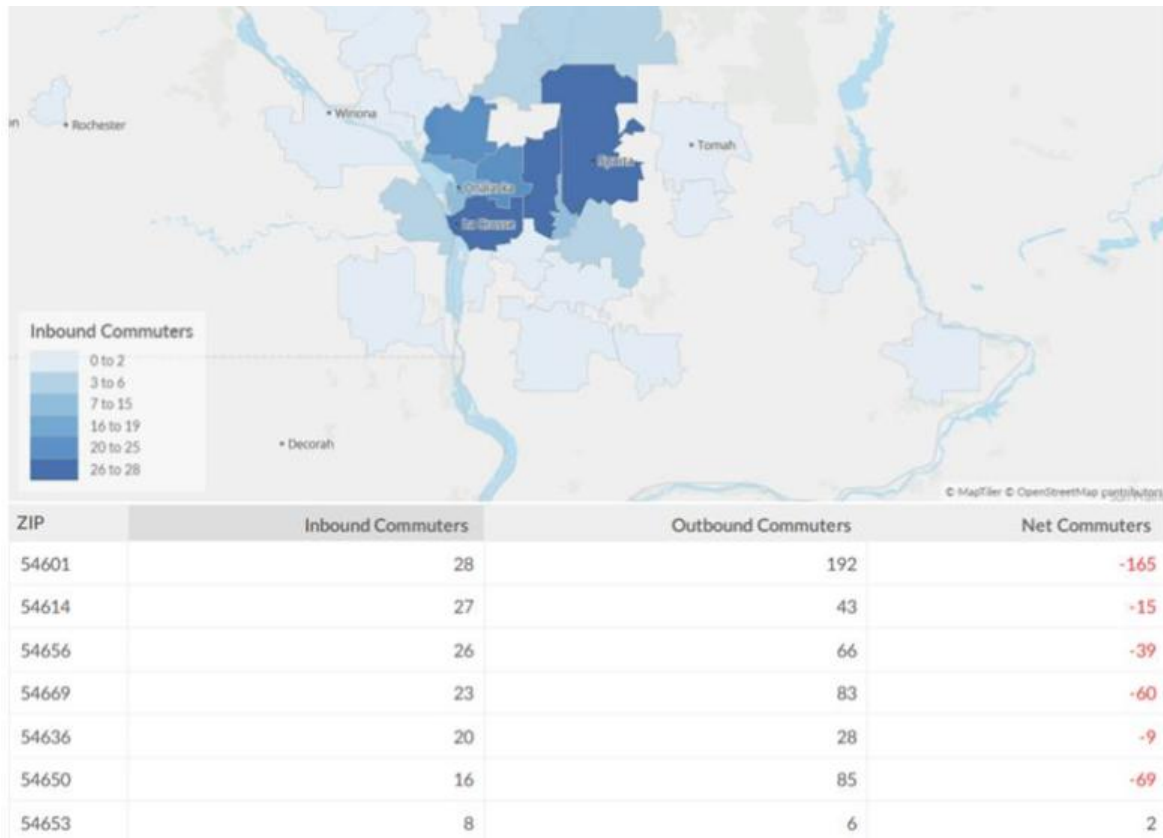 Winona
Rochester
Tomah
Sparta
Onalaska
La Crosse
Inbound Commuters
0 to 2
3 to 6
7 to 15
16 to 19
20 to 25
26 to 28
Decorah
© MapTiler © OpenStreetMap contributors
ZIP Inbound Commuters Outbound Commuters Net Commuters
54601 28 192 -165
54614 27 43 -15
54656 26 66 -39
54669 23 83 -60
54636 20 28 -9
54650 16 85 -69
54653 8 6 2